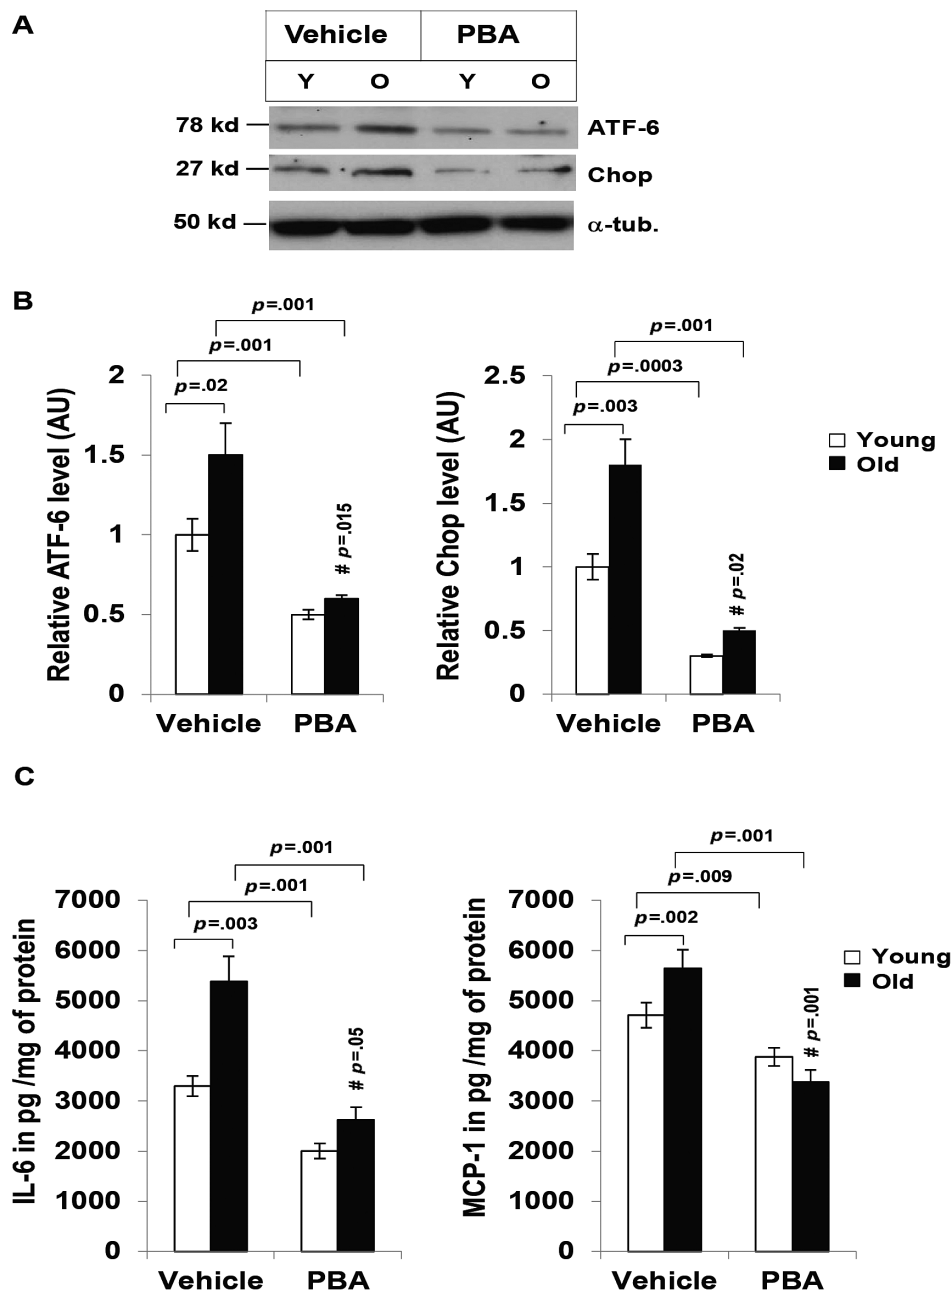 A
Vehicle PBA
Y O Y O
78 kd ATF-6
27 kd Chop
50 kd α-tub.
B
p=.001
p=.001
p=.02
Relative ATF-6 level (AU)
2
1.5
1
0.5
0
# p=.015
Vehicle PBA
p=.001
p=.0003
p=.003
Relative Chop level (AU)
2.5
2
1.5
1
0.5
0
# p=.02
Vehicle PBA
Young
Old
C
p=.001
p=.001
p=.003
IL-6 in pg /mg of protein
7000
6000
5000
4000
3000
2000
1000
0
# p=.05
Vehicle PBA
p=.001
p=.009
p=.002
MCP-1 in pg /mg of protein
7000
6000
5000
4000
3000
2000
1000
0
# p=.001
Vehicle PBA
Young
Old